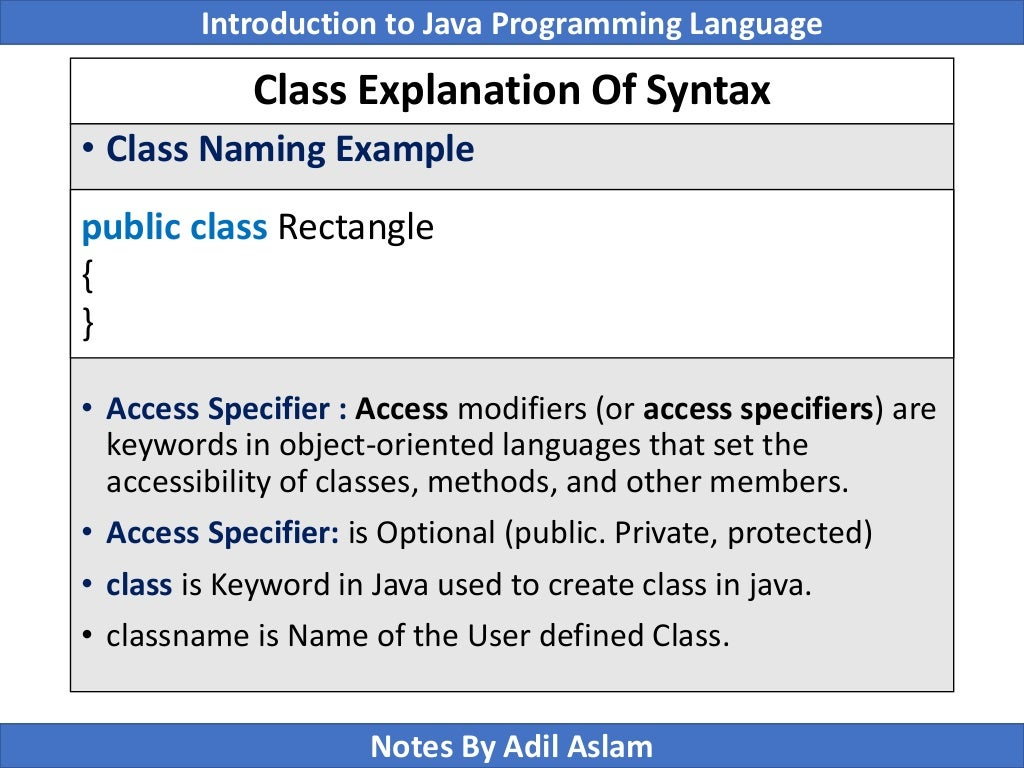 Introduction to Java Programming Language
Class Explanation Of Syntax
• Class Naming Example
public class Rectangle
{
}
• Access Specifier : Access modifiers (or access specifiers) are
keywords in object-oriented languages that set the
accessibility of classes, methods, and other members.
• Access Specifier: is Optional (public. Private, protected)
• class is Keyword in Java used to create class in java.
• classname is Name of the User defined Class.
Notes By Adil Aslam